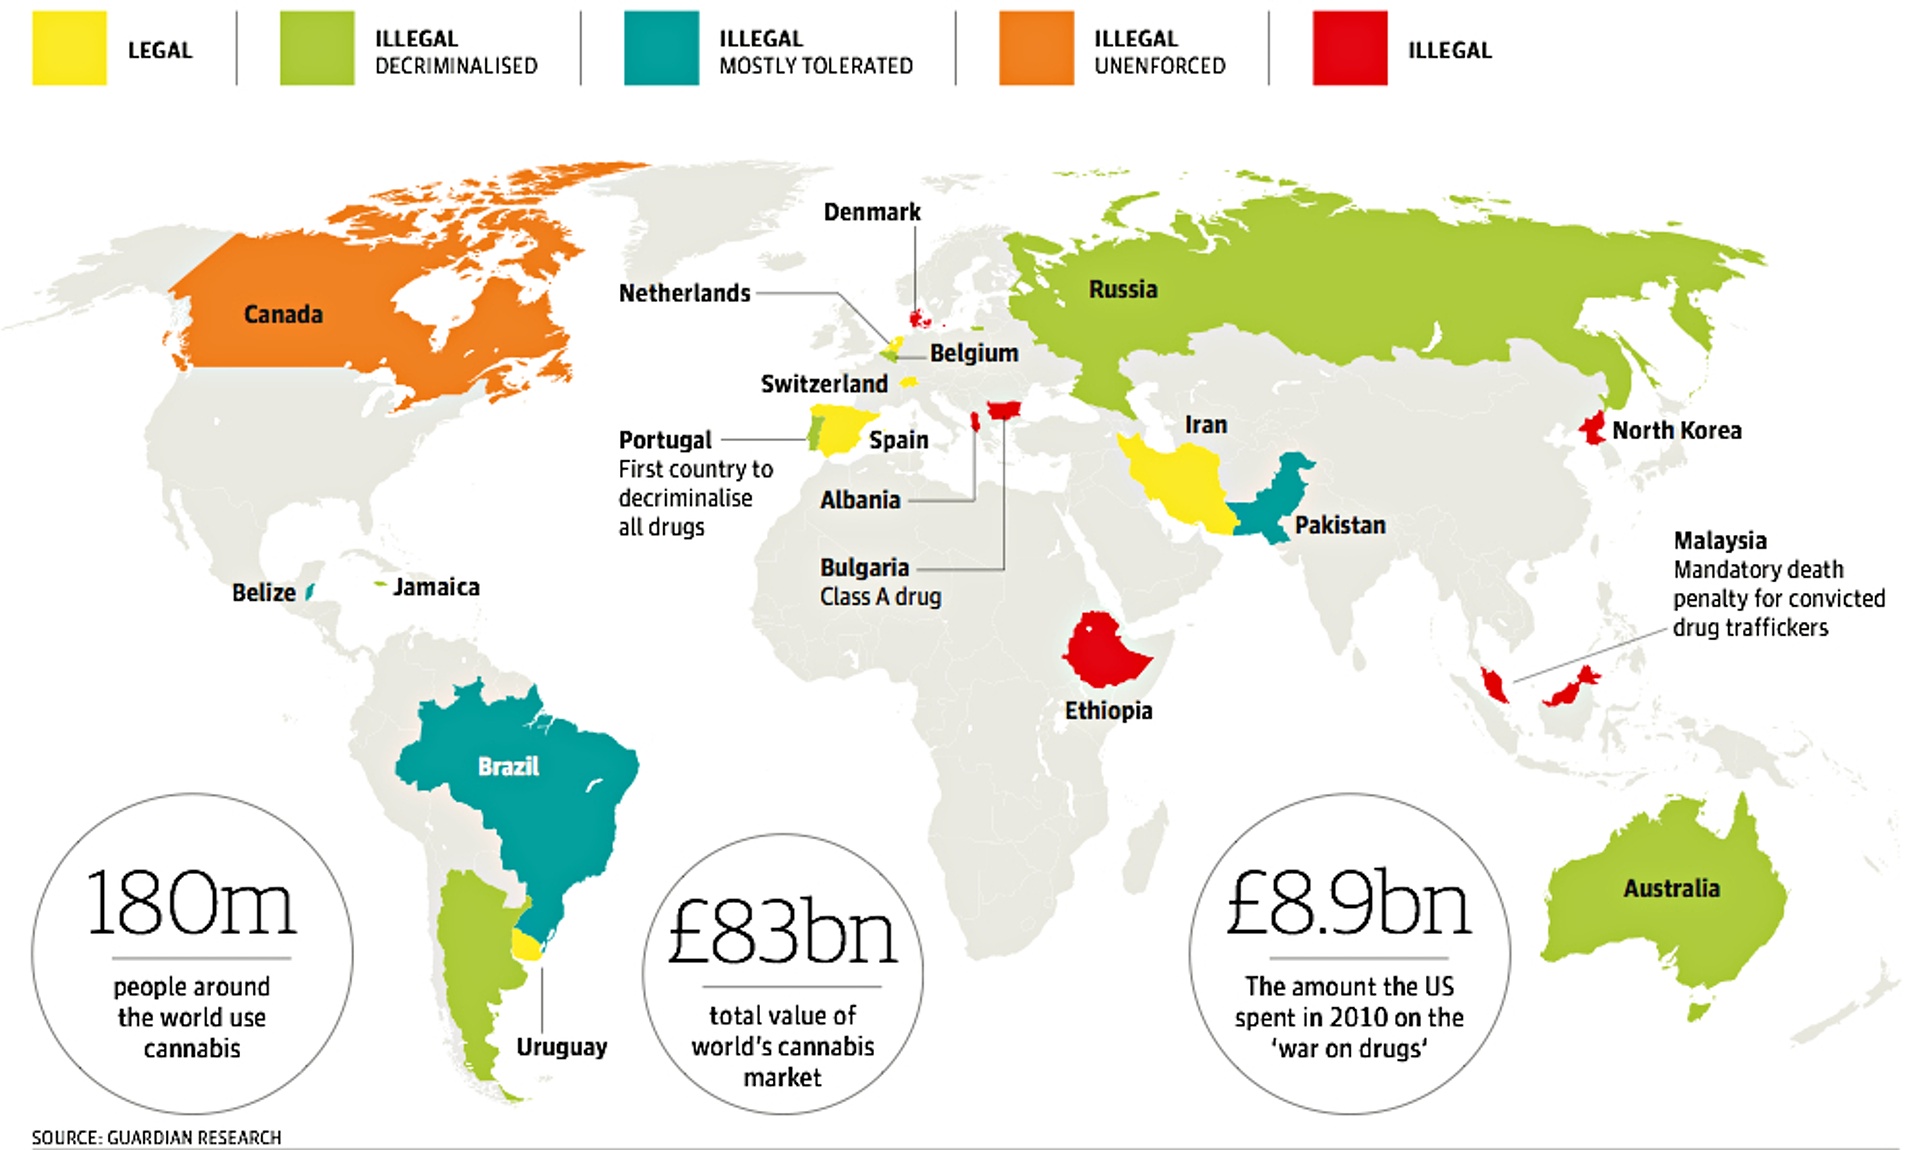 LEGAL
ILLEGAL
DECRIMINALISED
ILLEGAL
MOSTLY TOLERATED
ILLEGAL
UNENFORCED
ILLEGAL
Denmark
Netherlands
Russia
Canada
Belgium
Switzerland
Iran
North Korea
Portugal
First country to
decriminalise
all drugs
Spain
Albania
Pakistan
Malaysia
Mandatory death
penalty for convicted
drug traffickers
Bulgaria
Class A drug
Belize
Jamaica
Ethiopia
Brazil
Australia
Uruguay
180m
people around
the world use
cannabis
£83bn
total value of
world's cannabis
market
£8.9bn
The amount the US
spent in 2010 on the
‘war on drugs‘
SOURCE: GUARDIAN RESEARCH